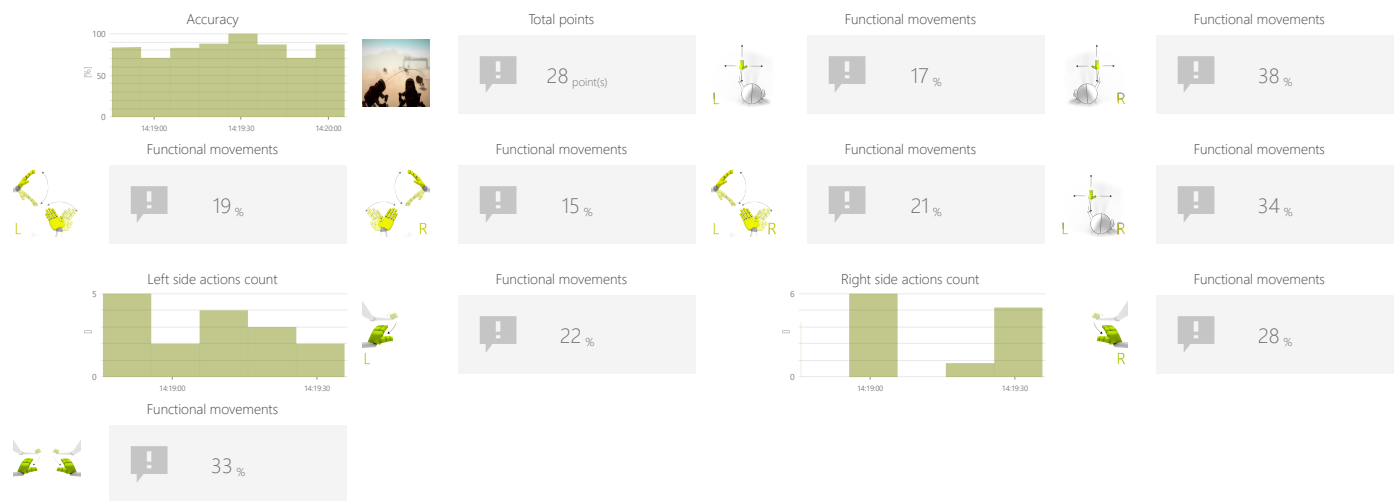 Accuracy
100
[%]
50
0
14:19:00
14:19:30
14:20:00
Total points
28 point(s)
Functional movements
L
17 %
Functional movements
R
38 %
Functional movements
L
19 %
Functional movements
R
15 %
Functional movements
L R
21 %
Functional movements
L R
34 %
Left side actions count
5
[]
0
14:19:00
14:19:30
Functional movements
L
22 %
Right side actions count
6
[]
0
14:19:00
14:19:30
Functional movements
R
28 %
Functional movements
33 %